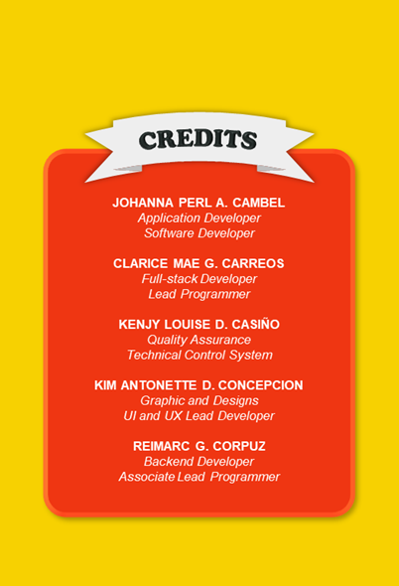 CREDITS
JOHANNA PERL A. CAMBEL
Application Developer
Software Developer
CLARICE MAE G. CARREOS
Full-stack Developer
Lead Programmer
KENJY LOUISE D. CASIÑO
Quality Assurance
Technical Control System
KIM ANTONETTE D. CONCEPCION
Graphic and Designs
UI and UX Lead Developer
REIMARC G. CORPUZ
Backend Developer
Associate Lead Programmer